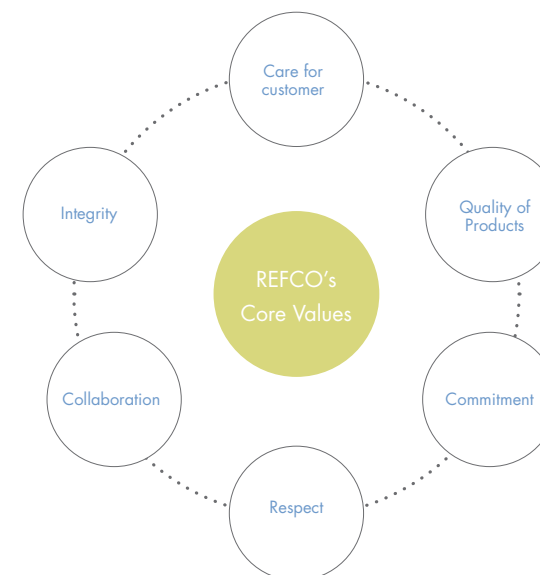 Care for
customer
Integrity
Quality of
Products
REFCO’s
Core Values
Collaboration
Commitment
Respect